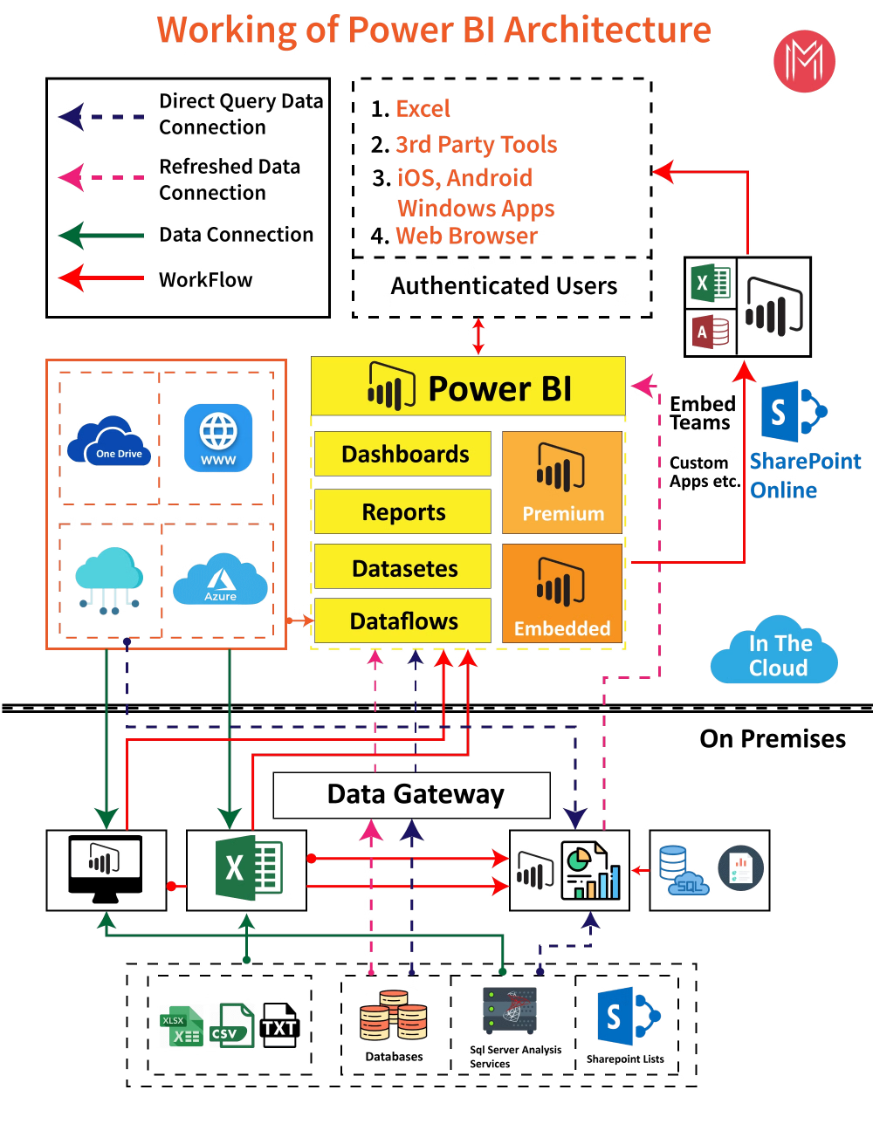 Working of Power BI Architecture
M
Direct Query Data
Connection
Refreshed Data
Connection
Data Connection
WorkFlow
1. Excel
2. 3rd Party Tools
3. iOS, Android
Windows Apps
4. Web Browser
Authenticated Users
X
A
One Drive
WWW
Azure
Power BI
Dashboards
Reports
Datasetes
Dataflows
Premium
Embedded
Embed
Teams
Custom
Apps etc.
S
SharePoint
Online
In The
Cloud
On Premises
Data Gateway
X
SQL
XLSX
X
CSV
TXT
Databases
Sql Server Analysis
Services
S
Sharepoint Lists